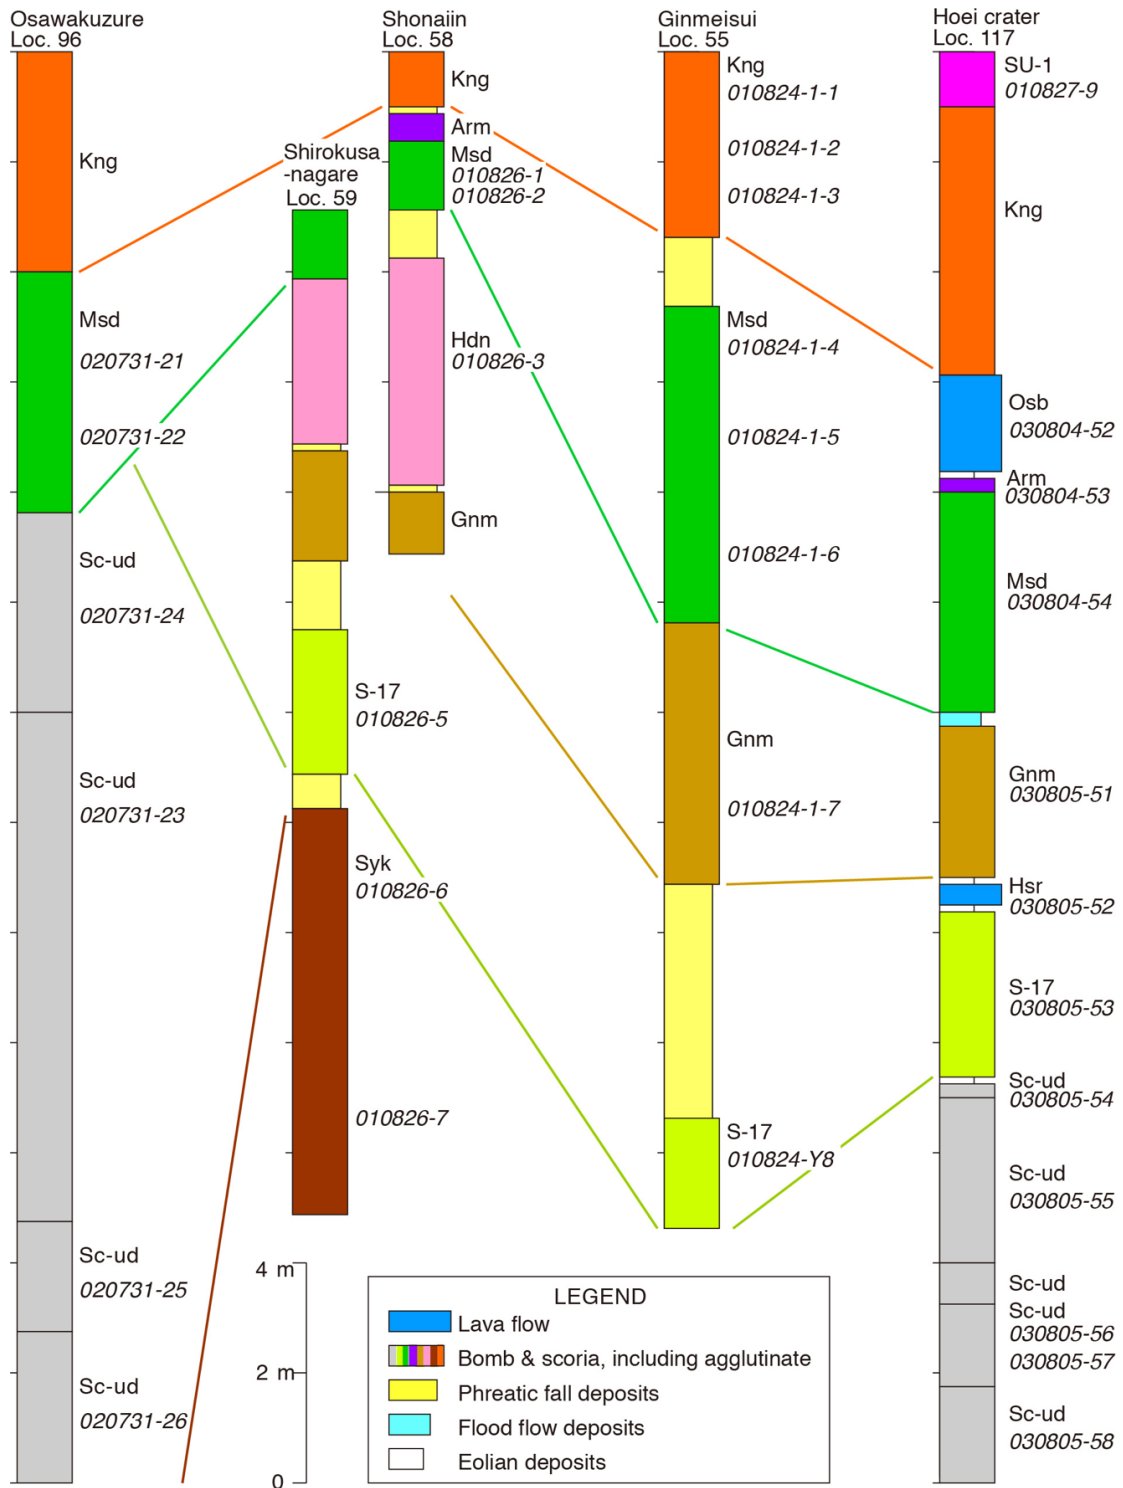 Osawakuzure
Loc. 96
Kng
Msd
020731-21
020731-22
Sc-ud
020731-24
Sc-ud
020731-23
Sc-ud
020731-25
Sc-ud
020731-26
Shirokusa
-nagare
Loc. 59
S-17
010826-5
Syk
010826-6
010826-7
Shonaiin
Loc. 58
Kng
Arm
Msd
010826-1
010826-2
Hdn
010826-3
Gnm
Ginmeisui
Loc. 55
Kng
010824-1-1
010824-1-2
010824-1-3
Msd
010824-1-4
010824-1-5
010824-1-6
Gnm
010824-1-7
S-17
010824-Y8
Hoei crater
Loc. 117
SU-1
010827-9
Kng
Osb
030804-52
Arm
030804-53
Msd
030804-54
Gnm
030805-51
Hsr
030805-52
S-17
030805-53
Sc-ud
030805-54
Sc-ud
030805-55
Sc-ud
Sc-ud
030805-56
030805-57
Sc-ud
030805-58
4 m
2 m
0
LEGEND
Lava flow
Bomb & scoria, including agglutinate
Phreatic fall deposits
Flood flow deposits
Eolian deposits